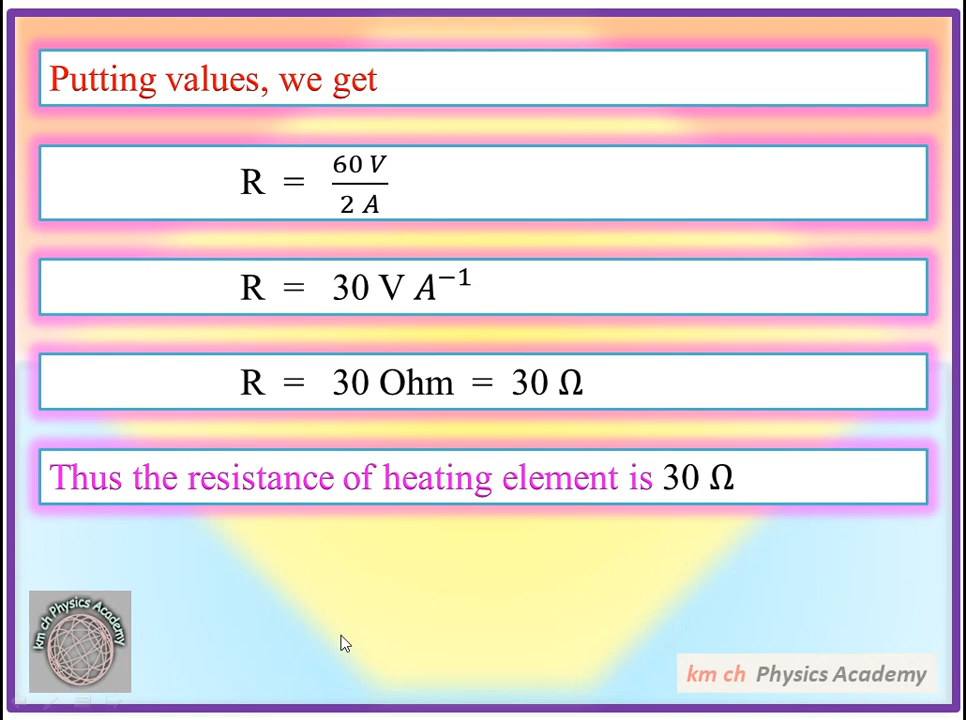 Putting values, we get
R = 60 V / 2 A
R = 30 V A⁻¹
R = 30 Ohm = 30 Ω
Thus the resistance of heating element is 30 Ω
km ch Physics Academy
km ch Physics Academy